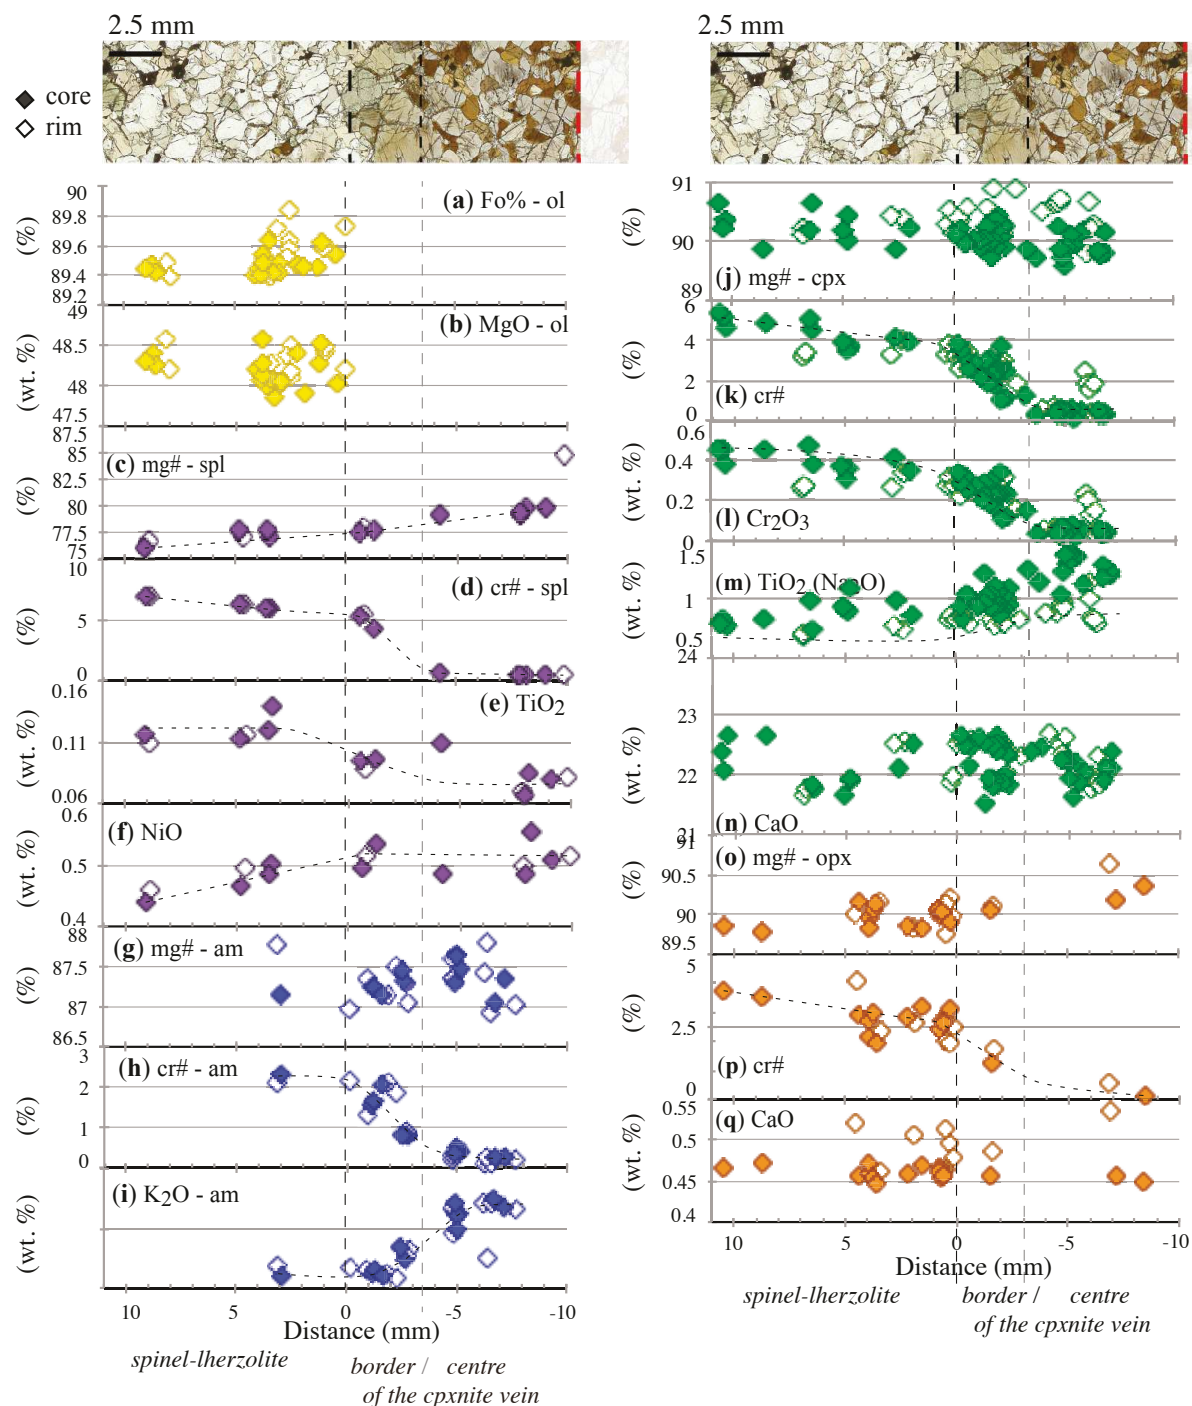 2.5 mm
core
rim
90
89.8
89.6
89.4
89.2
(%)
(a) Fo% - ol
49
48.5
48
47.5
(wt. %)
(b) MgO - ol
87.5
85
82.5
80
77.5
75
(%)
(c) mg# - spl
10
5
0
(%)
(d) cr# - spl
0.16
0.11
0.06
(wt. %)
(e) TiO2
0.6
0.5
0.4
(wt. %)
(f) NiO
88
87.5
87
86.5
(%)
(g) mg# - am
3
2
1
0
(%)
(h) cr# - am
(wt. %)
(i) K2O - am
10 5 0 -5 -10
Distance (mm)
spinel-lherzolite
border / centre
of the cpxnite vein
2.5 mm
91
90
89
(%)
(j) mg# - cpx
6
4
2
0
(%)
(k) cr#
0.6
0.4
0.2
0
(wt. %)
(l) Cr2O3
1.5
1
0.5
(wt. %)
(m) TiO2 (Na2O)
24
23
22
21
(wt. %)
(n) CaO
91
90.5
90
89.5
(%)
(o) mg# - opx
5
2.5
0
(%)
(p) cr#
0.55
0.5
0.45
0.4
(wt. %)
(q) CaO
10 5 0 -5 -10
Distance (mm)
spinel-lherzolite
border / centre
of the cpxnite vein